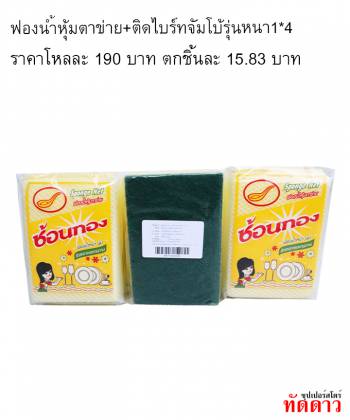 ฟองน้ำหุ้มตาข่าย+ติดไบร์ทจัมโบ้รุ่นหนา1*4
ราคาโหลละ 190 บาท ตกชิ้นละ 15.83 บาท
Sponge Net
ซ้อนทอง
Sponge Net
ซ้อนทอง
ซุปเปอร์สโตร์
ทัดดาว